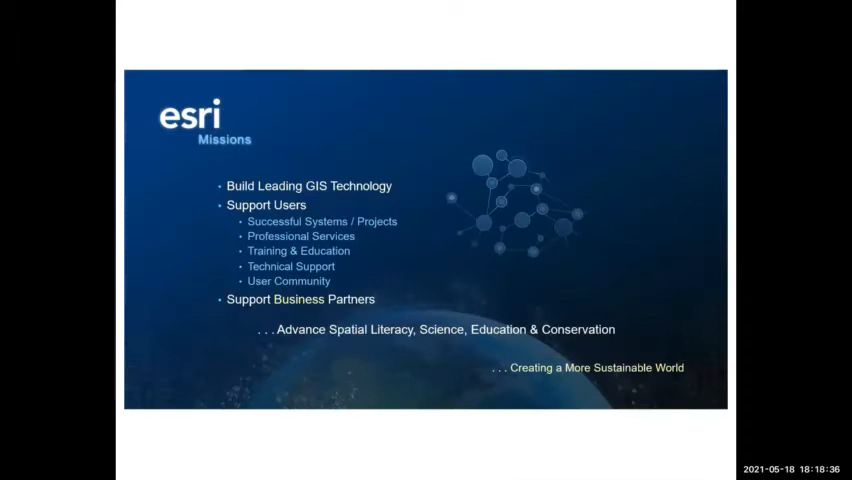 esri
Missions
• Build Leading GIS Technology
• Support Users
• Successful Systems / Projects
• Professional Services
• Training & Education
• Technical Support
• User Community
• Support Business Partners
. . . Advance Spatial Literacy, Science, Education & Conservation
. . . Creating a More Sustainable World
2021-05-18 18:18:36